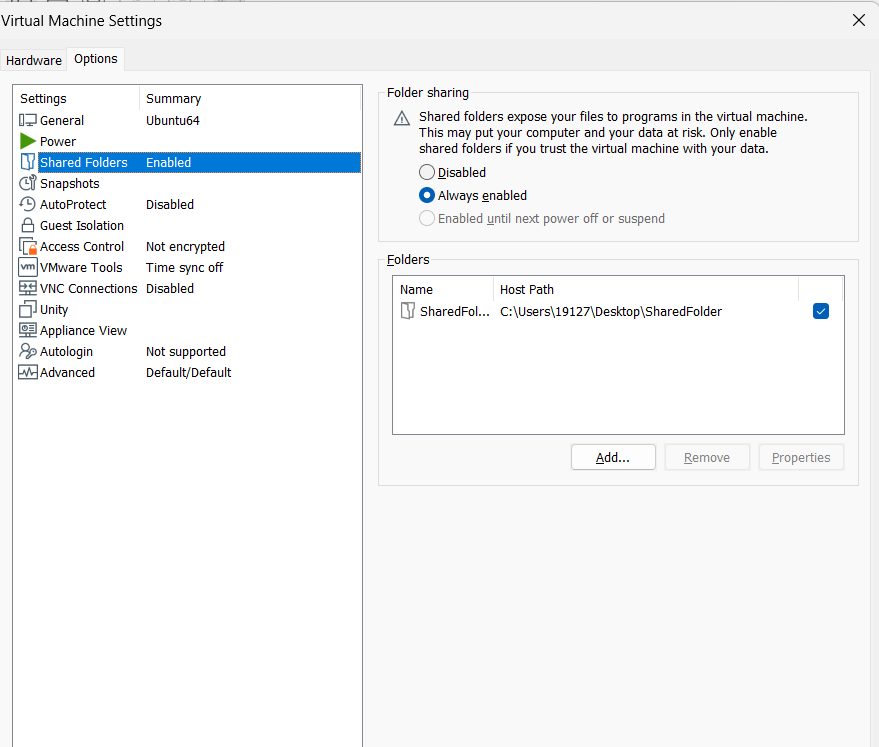 Virtual Machine Settings
Hardware Options
Settings Summary
General Ubuntu64
Power
Shared Folders Enabled
Snapshots
AutoProtect Disabled
Guest Isolation
Access Control Not encrypted
vm VMware Tools Time sync off
VNC Connections Disabled
Unity
Appliance View
Autologin Not supported
Advanced Default/Default
Folder sharing
Shared folders expose your files to programs in the virtual machine.
This may put your computer and your data at risk. Only enable
shared folders if you trust the virtual machine with your data.
Disabled
Always enabled
Enabled until next power off or suspend
Folders
Name Host Path
SharedFol... C:\Users\19127\Desktop\SharedFolder
Add... Remove Properties